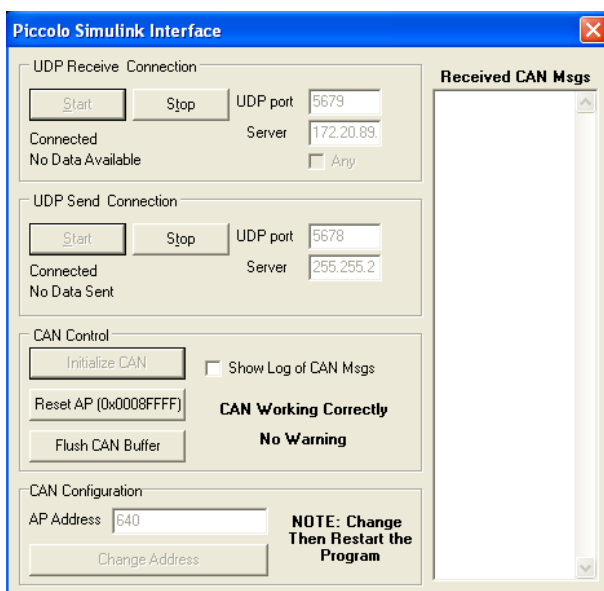 Piccolo Simulink Interface
UDP Receive Connection
Start
Stop
UDP port
5679
Connected
Server
172.20.89.
No Data Available
Any
UDP Send Connection
Start
Stop
UDP port
5678
Connected
Server
255.255.2
No Data Sent
CAN Control
Initialize CAN
Show Log of CAN Msgs
Reset AP (0x0008FFFF)
CAN Working Correctly
Flush CAN Buffer
No Warning
CAN Configuration
AP Address
640
Change Address
NOTE: Change
Then Restart the
Program
Received CAN Msgs